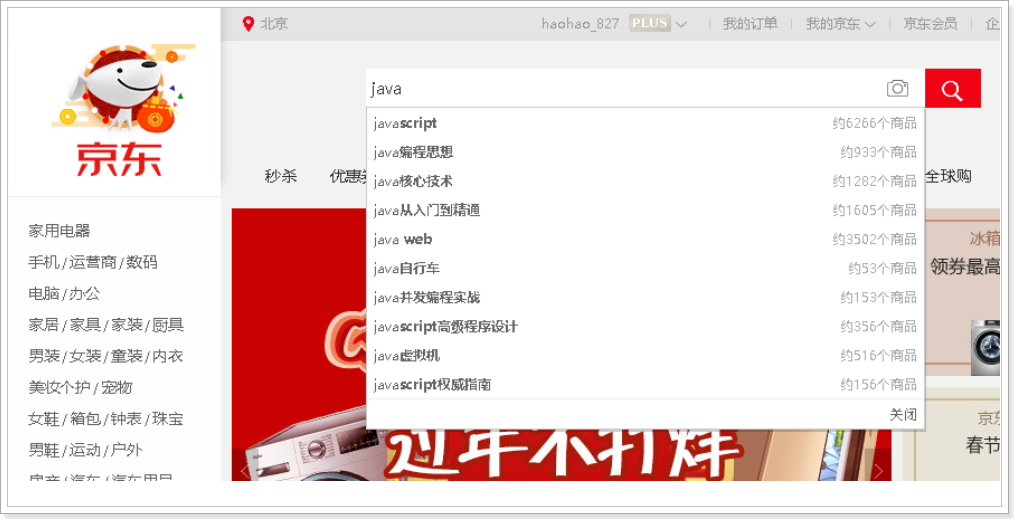 北京
haohao_827 PLUS 我的订单 我的京东 京东会员 企
京东
java
javascript 约6266个商品
java编程思想 约933个商品
java核心技术 约1282个商品
java从入门到精通 约1605个商品
java web 约3502个商品
java自行车 约53个商品
java并发编程实战 约153个商品
javascript高级程序设计 约356个商品
java虚拟机 约516个商品
javascript权威指南 约156个商品
关闭
秒杀 优惠 全球购
家用电器
手机/运营商/数码
电脑/办公
家居/家具/家装/厨具
男装/女装/童装/内衣
美妆个护/宠物
女鞋/箱包/钟表/珠宝
男鞋/运动/户外
房产/汽车/汽车用品
过年不打烊
冰箱
领券最高
京东
春节